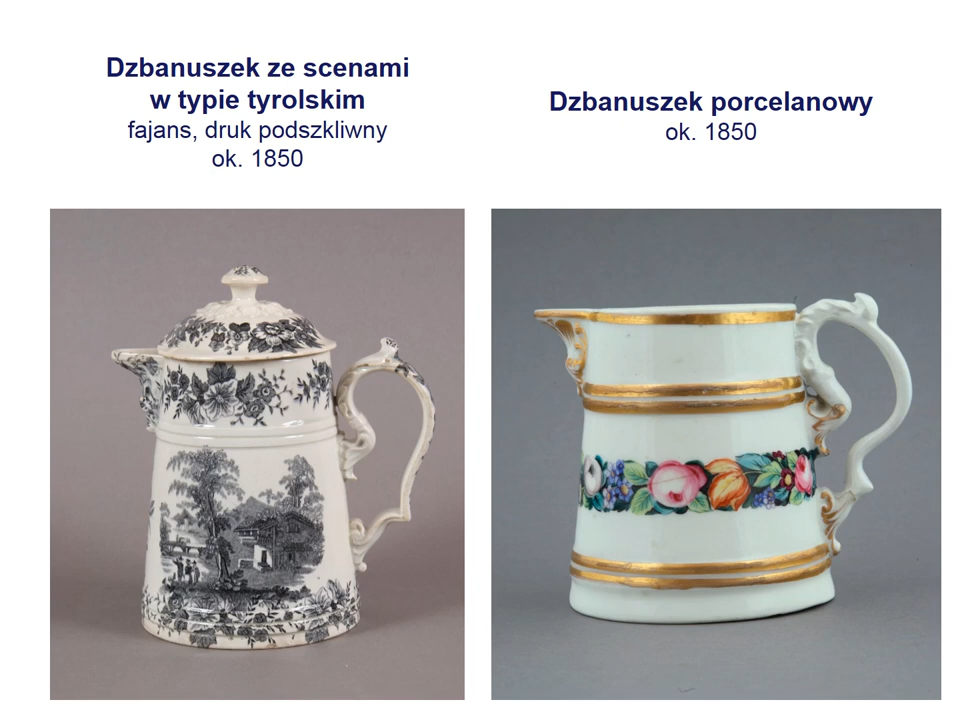 Dzbanuszek ze scenami
w typie tyrolskim
fajans, druk podszkliwny
ok. 1850
Dzbanuszek porcelanowy
ok. 1850